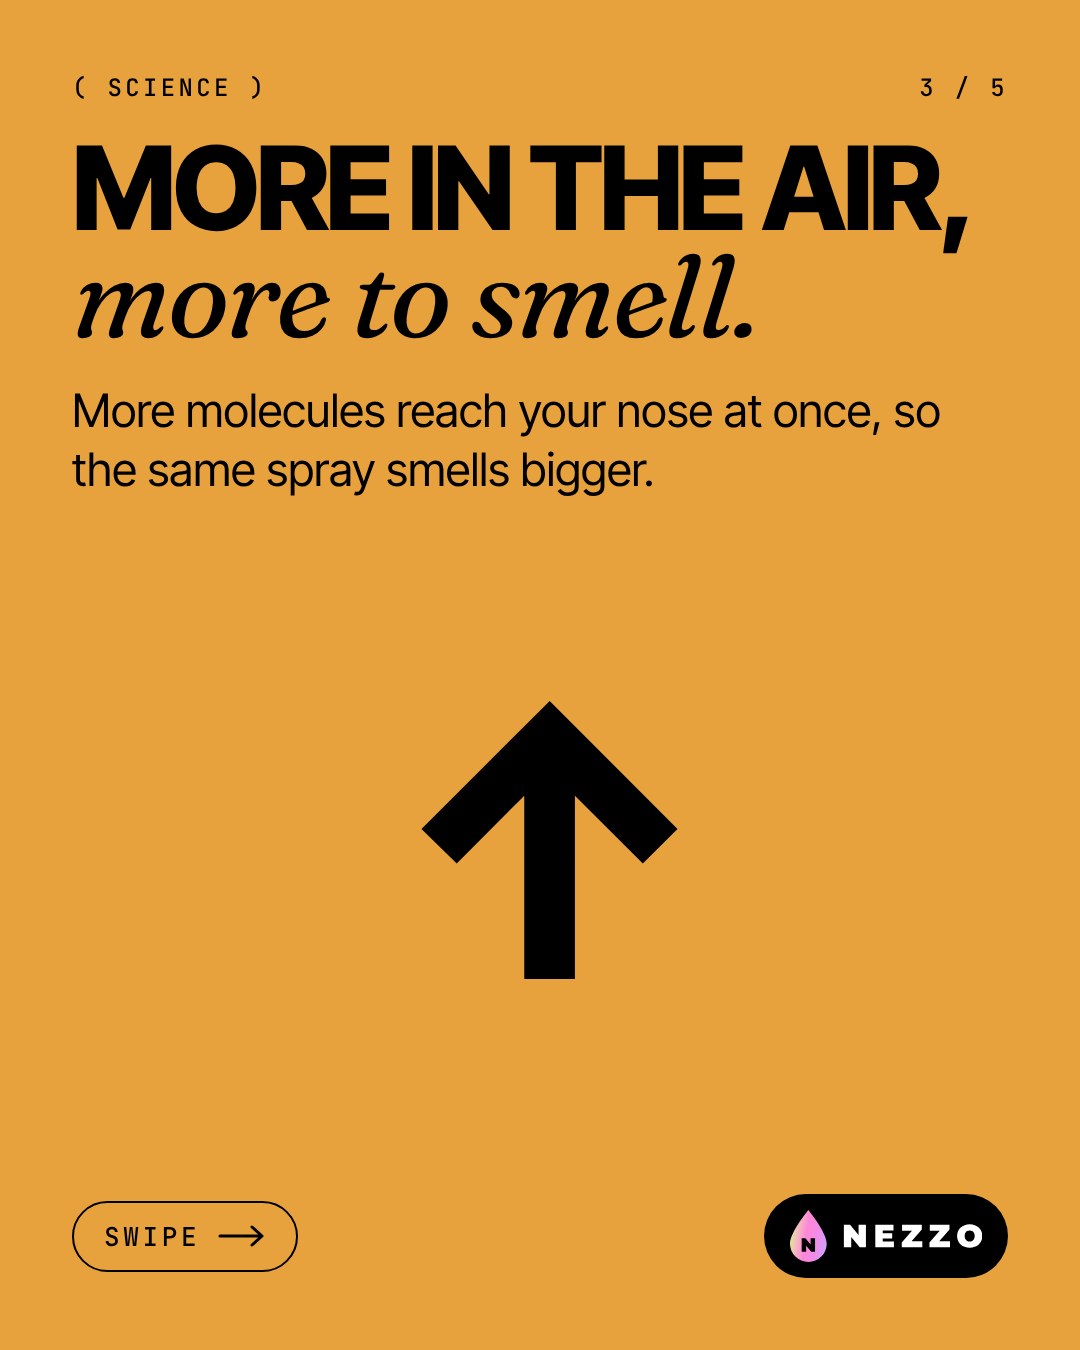 ( SCIENCE )
3 / 5
MORE IN THE AIR,
more to smell.
More molecules reach your nose at once, so
the same spray smells bigger.
SWIPE →
N NEZZO